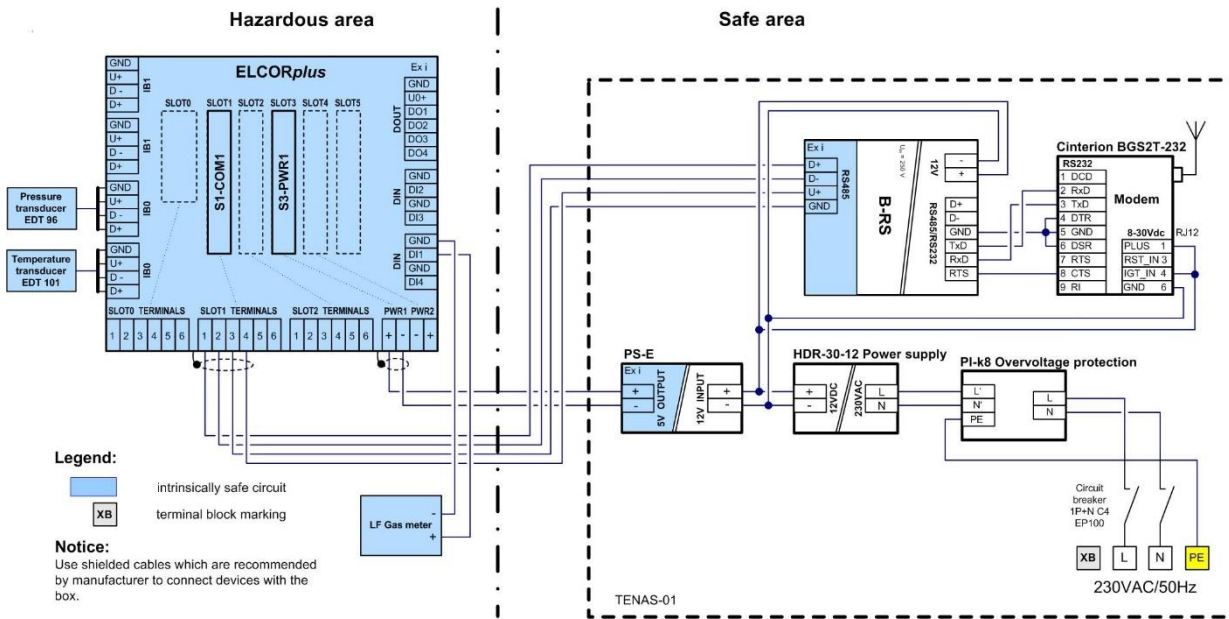 Hazardous area
Safe area
ELCORplus
Ex i
GND
U+
D -
D+
IB1
GND
U+
D -
D+
IB1
GND
U+
D -
D+
IB0
GND
U+
D -
D+
IB0
SLOT0
SLOT1
SLOT2
SLOT3
SLOT4
SLOT5
S1-COM1
S3-PWR1
DOUT
GND
U0+
DO1
DO2
DO3
DO4
DIN
GND
DI2
GND
DI3
DIN
GND
DI1
GND
DI4
Pressure
transducer
EDT 96
Temperature
transducer
EDT 101
SLOT0 TERMINALS
SLOT1 TERMINALS
SLOT2 TERMINALS
PWR1 PWR2
1 2 3 4 5 6
1 2 3 4 5 6
1 2 3 4 5 6
+ - - +
Ex i
D+
D-
U+
GND
RS485
B-RS
12V
-
+
RS485/RS232
D+
D-
GND
TxD
RxD
RTS
Cinterion BGS2T-232
RS232
1 DCD
2 RxD
3 TxD
4 DTR
5 GND
6 DSR
7 RTS
8 CTS
9 RI
Modem
8-30Vdc
RJ12
PLUS 1
RST_IN 3
IGT_IN 4
GND 6
PS-E
Ex i
+
-
5V OUTPUT
12V INPUT
+
-
HDR-30-12 Power supply
+
-
12VDC
230VAC
L
N
PI-k8 Overvoltage protection
L'
N'
PE
L
N
Legend:
intrinsically safe circuit
XB
terminal block marking
Notice:
Use shielded cables which are recommended
by manufacturer to connect devices with the
box.
LF Gas meter
-
+
Circuit
breaker
1P+N C4
EP100
XB
L
N
PE
230VAC/50Hz
TENAS-01